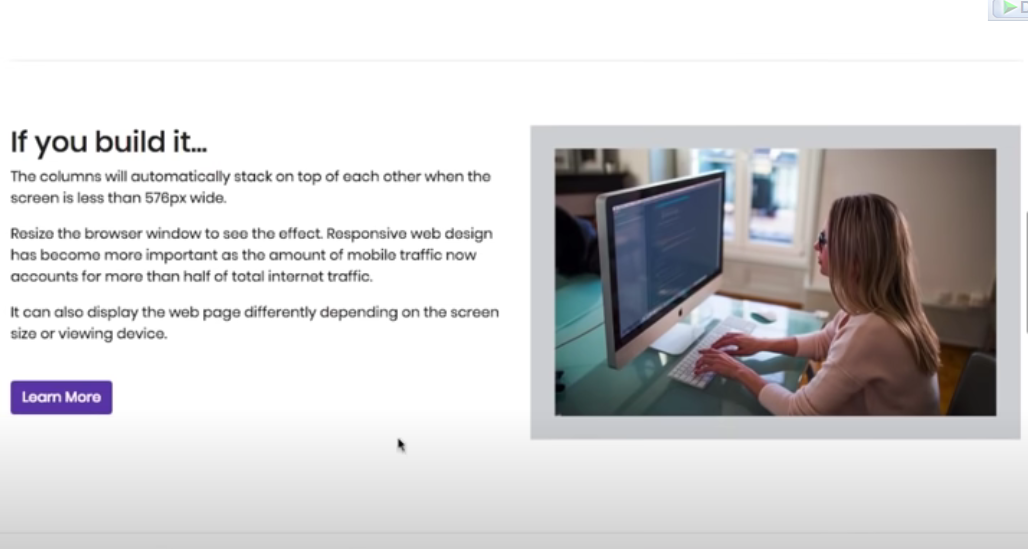 If you build it...
The columns will automatically stack on top of each other when the
screen is less than 576px wide.
Resize the browser window to see the effect. Responsive web design
has become more important as the amount of mobile traffic now
accounts for more than half of total internet traffic.
It can also display the web page differently depending on the screen
size or viewing device.
Learn More